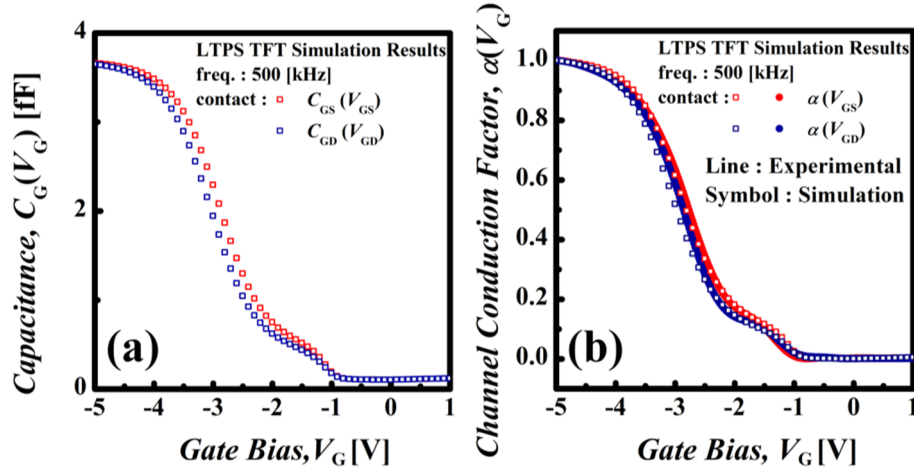 4
2
0
Capacitance, C_G(V_G) [fF]
LTPS TFT Simulation Results
freq. : 500 [kHz]
contact :
C_GS (V_GS)
C_GD (V_GD)
(a)
-5 -4 -3 -2 -1 0 1
Gate Bias, V_G [V]
1.0
0.8
0.6
0.4
0.2
0.0
Channel Conduction Factor, α(V_G)
LTPS TFT Simulation Results
freq. : 500 [kHz]
contact :
α (V_GS)
α (V_GD)
Line : Experimental
Symbol : Simulation
(b)
-5 -4 -3 -2 -1 0 1
Gate Bias, V_G [V]